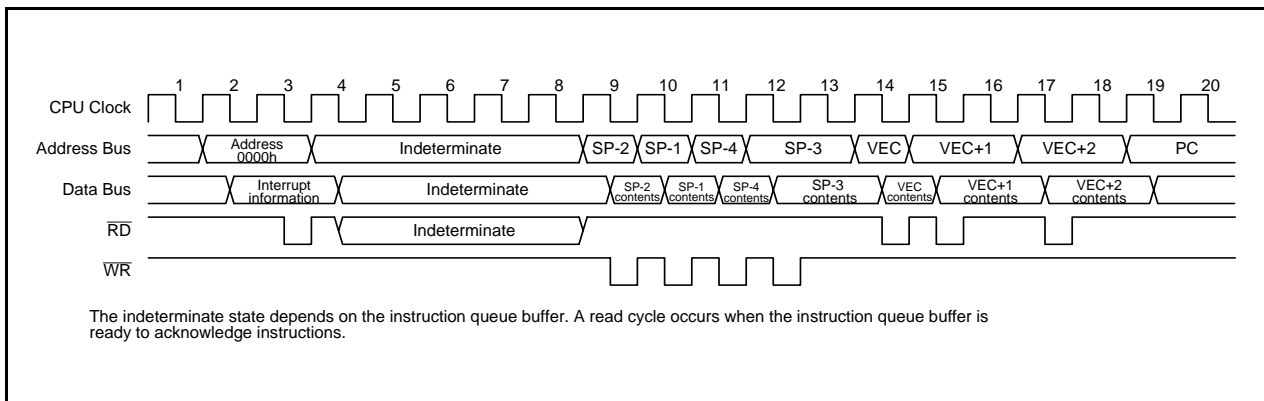 1 2 3 4 5 6 7 8 9 10 11 12 13 14 15 16 17 18 19 20
CPU Clock
Address Bus
Address
0000h
Indeterminate
SP-2
SP-1
SP-4
SP-3
VEC
VEC+1
VEC+2
PC
Data Bus
Interrupt
information
Indeterminate
SP-2
contents
SP-1
contents
SP-4
contents
SP-3
contents
VEC
contents
VEC+1
contents
VEC+2
contents
RD
Indeterminate
WR
The indeterminate state depends on the instruction queue buffer. A read cycle occurs when the instruction queue buffer is
ready to acknowledge instructions.